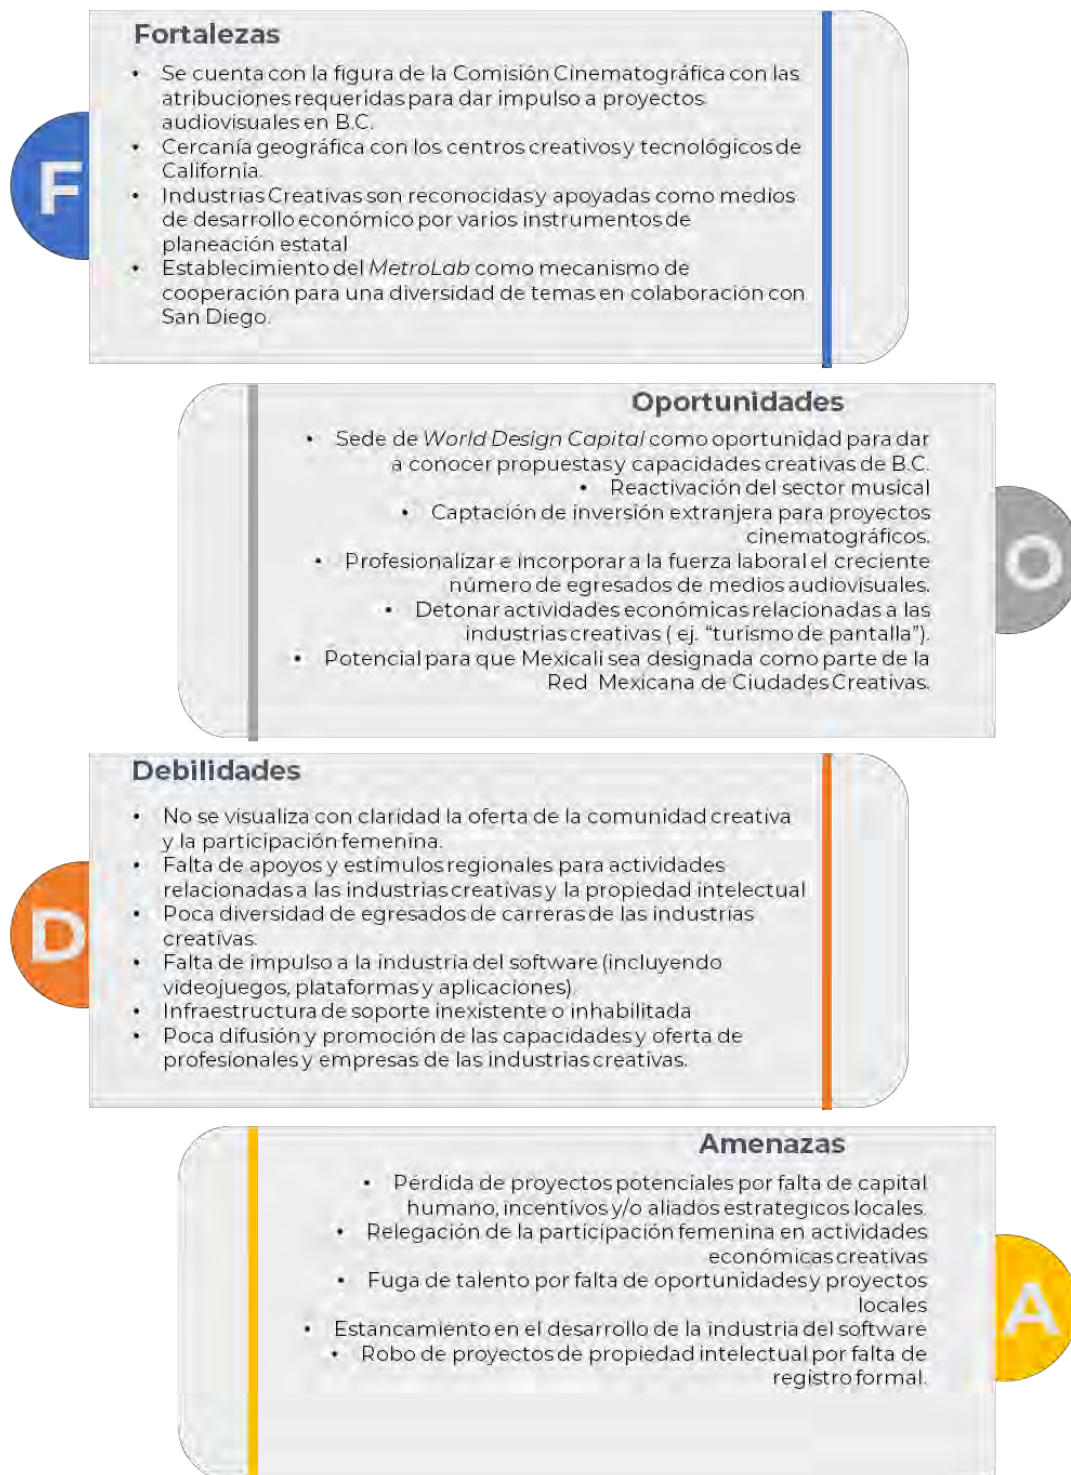 Fortalezas
• Se cuenta con la figura de la Comisión Cinematográfica con las
atribuciones requeridas para dar impulso a proyectos
audiovisuales en B.C.
• Cercanía geográfica con los centros creativos y tecnológicos de
California.
• Industrias Creativas son reconocidas y apoyadas como medios
de desarrollo económico por varios instrumentos de
planeación estatal
• Establecimiento del MetroLab como mecanismo de
cooperación para una diversidad de temas en colaboración con
San Diego.
F
Oportunidades
• Sede de World Design Capital como oportunidad para dar
a conocer propuestas y capacidades creativas de B.C.
• Reactivación del sector musical
• Captación de inversión extranjera para proyectos
cinematográficos.
• Profesionalizar e incorporar a la fuerza laboral el creciente
número de egresados de medios audiovisuales.
• Detonar actividades económicas relacionadas a las
industrias creativas ( ej. “turismo de pantalla”).
• Potencial para que Mexicali sea designada como parte de la
Red Mexicana de Ciudades Creativas.
O
Debilidades
• No se visualiza con claridad la oferta de la comunidad creativa
y la participación femenina.
• Falta de apoyos y estímulos regionales para actividades
relacionadas a las industrias creativas y la propiedad intelectual
• Poca diversidad de egresados de carreras de las industrias
creativas.
• Falta de impulso a la industria del software (incluyendo
videojuegos, plataformas y aplicaciones).
• Infraestructura de soporte inexistente o inhabilitada
• Poca difusión y promoción de las capacidades y oferta de
profesionales y empresas de las industrias creativas.
D
Amenazas
• Pérdida de proyectos potenciales por falta de capital
humano, incentivos y/o aliados estrategicos locales.
• Relegación de la participación femenina en actividades
económicas creativas
• Fuga de talento por falta de oportunidades y proyectos
locales
• Estancamiento en el desarrollo de la industria del software
• Robo de proyectos de propiedad intelectual por falta de
registro formal.
A